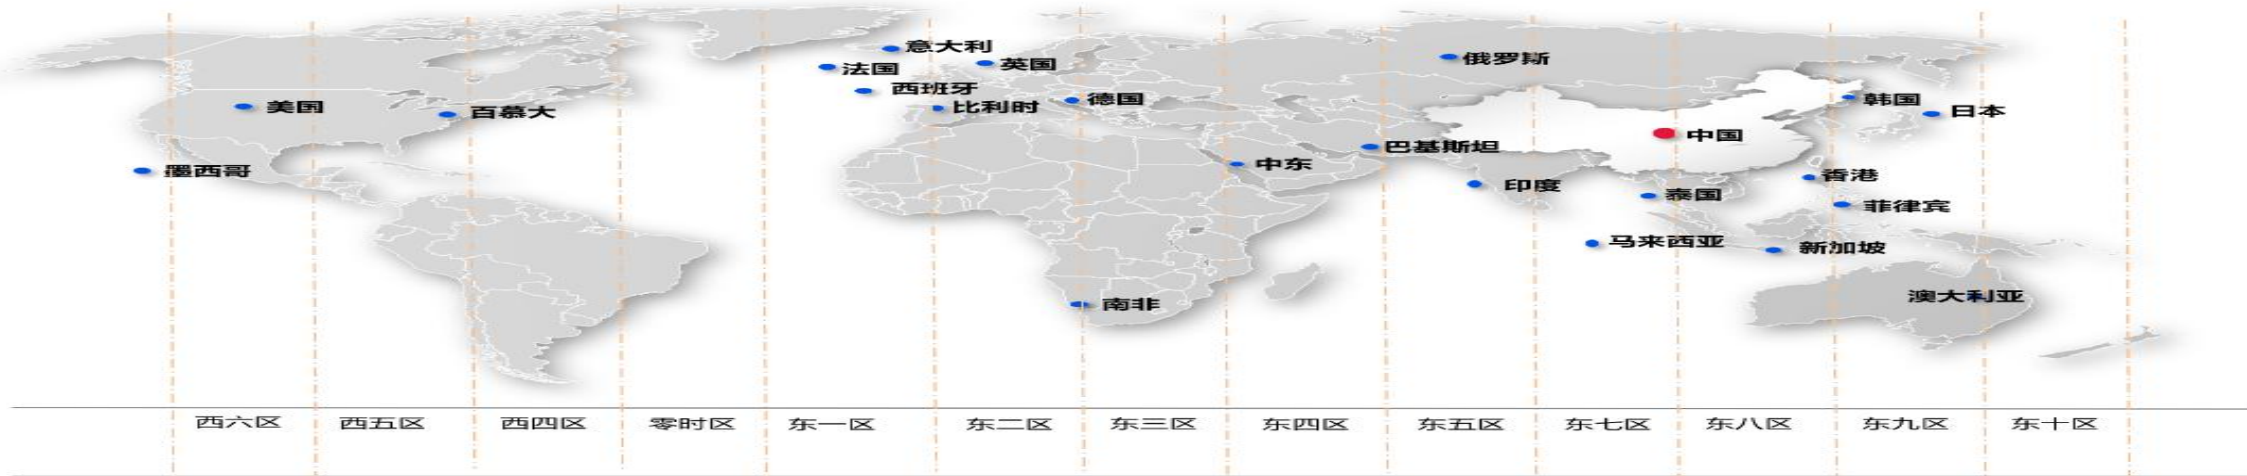 意大利
英国
法国
俄罗斯
西班牙
美国
百慕大
比利时
德国
韩国
日本
中国
巴基斯坦
中东
墨西哥
印度
香港
泰国
菲律宾
马来西亚
新加坡
南非
澳大利亚
西六区 西五区 西四区 零时区 东一区 东二区 东三区 东四区 东五区 东七区 东八区 东九区 东十区